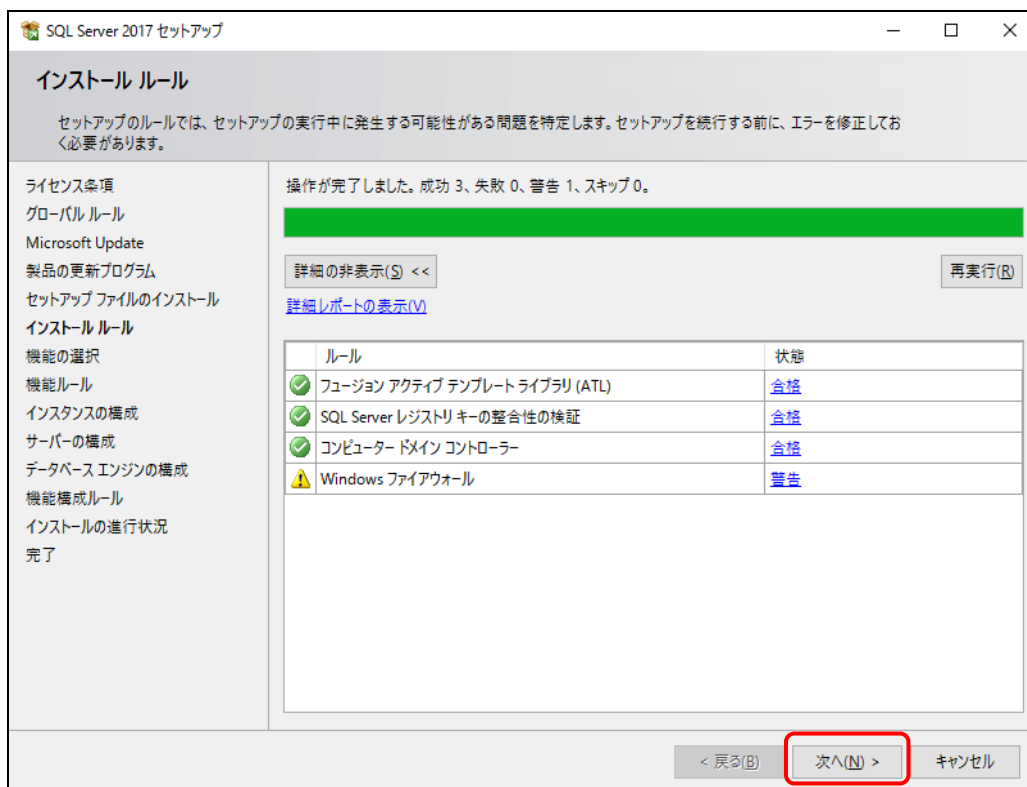 SQL Server 2017 セットアップ
インストール ルール
セットアップのルールでは、セットアップの実行中に発生する可能性がある問題を特定します。セットアップを続行する前に、エラーを修正してお
く必要があります。
ライセンス条項
グローバル ルール
Microsoft Update
製品の更新プログラム
セットアップ ファイルのインストール
インストール ルール
機能の選択
機能ルール
インスタンスの構成
サーバーの構成
データベース エンジンの構成
機能構成ルール
インストールの進行状況
完了
操作が完了しました。成功 3、失敗 0、警告 1、スキップ 0。
詳細の非表示(S) <<
再実行(R)
詳細レポートの表示(V)
ルール 状態
フュージョン アクティブ テンプレート ライブラリ (ATL) 合格
SQL Server レジストリ キーの整合性の検証 合格
コンピューター ドメイン コントローラー 合格
Windows ファイアウォール 警告
< 戻る(B) 次へ(N) > キャンセル